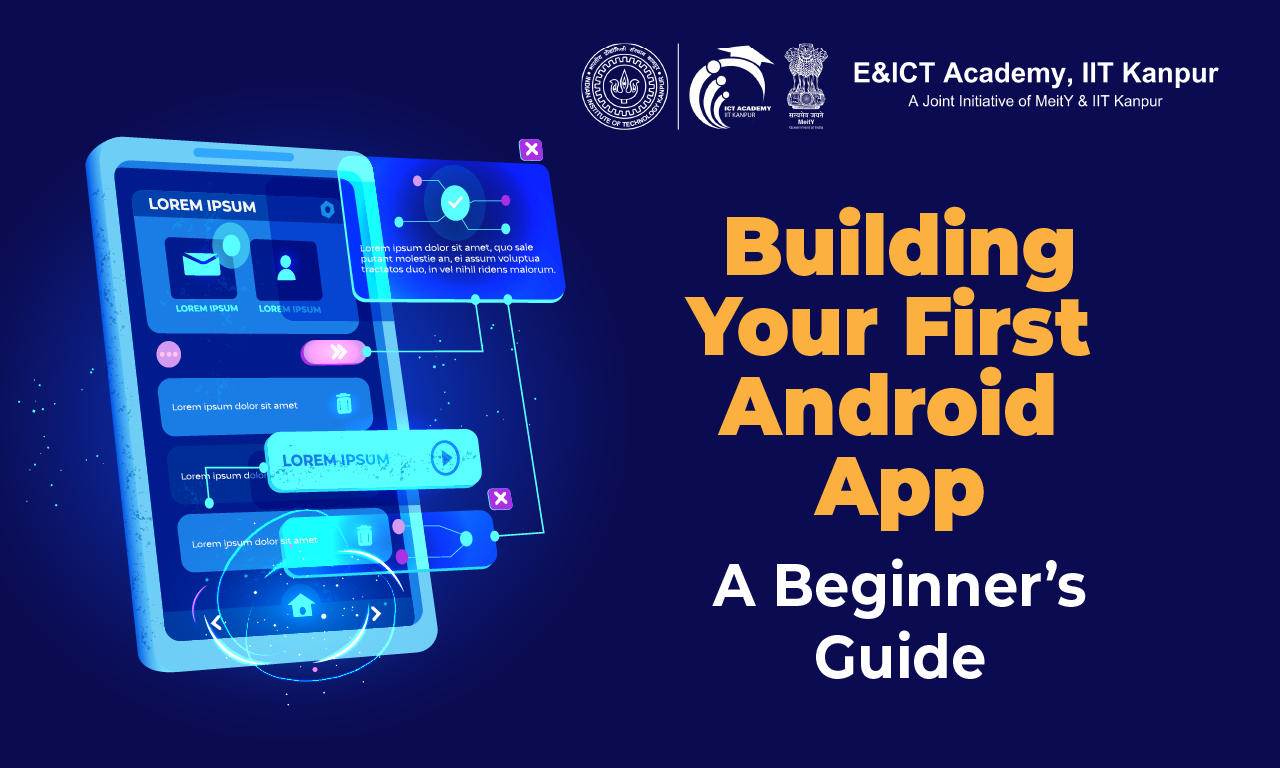 भारतीय प्रौद्योगिकी संस्थान कानपुर
INDIAN INSTITUTE OF TECHNOLOGY KANPUR
ICT ACADEMY
IIT KANPUR
सत्यमेव जयते
MeitY
Government of India
E&ICT Academy, IIT Kanpur
A Joint Initiative of MeitY & IIT Kanpur
LOREM IPSUM
LOREM IPSUM
LOREM IPSUM
Lorem ipsum dolor sit amet, quo sale
putant molestie an, ei assum voluptua
tractatos duo, in vel nihil ridens malorum.
Lorem ipsum dolor sit amet
Lorem ipsum dolor
LOREM IPSUM
Lorem ipsum dolor sit amet
Building
Your First
Android
App
A Beginner’s
Guide